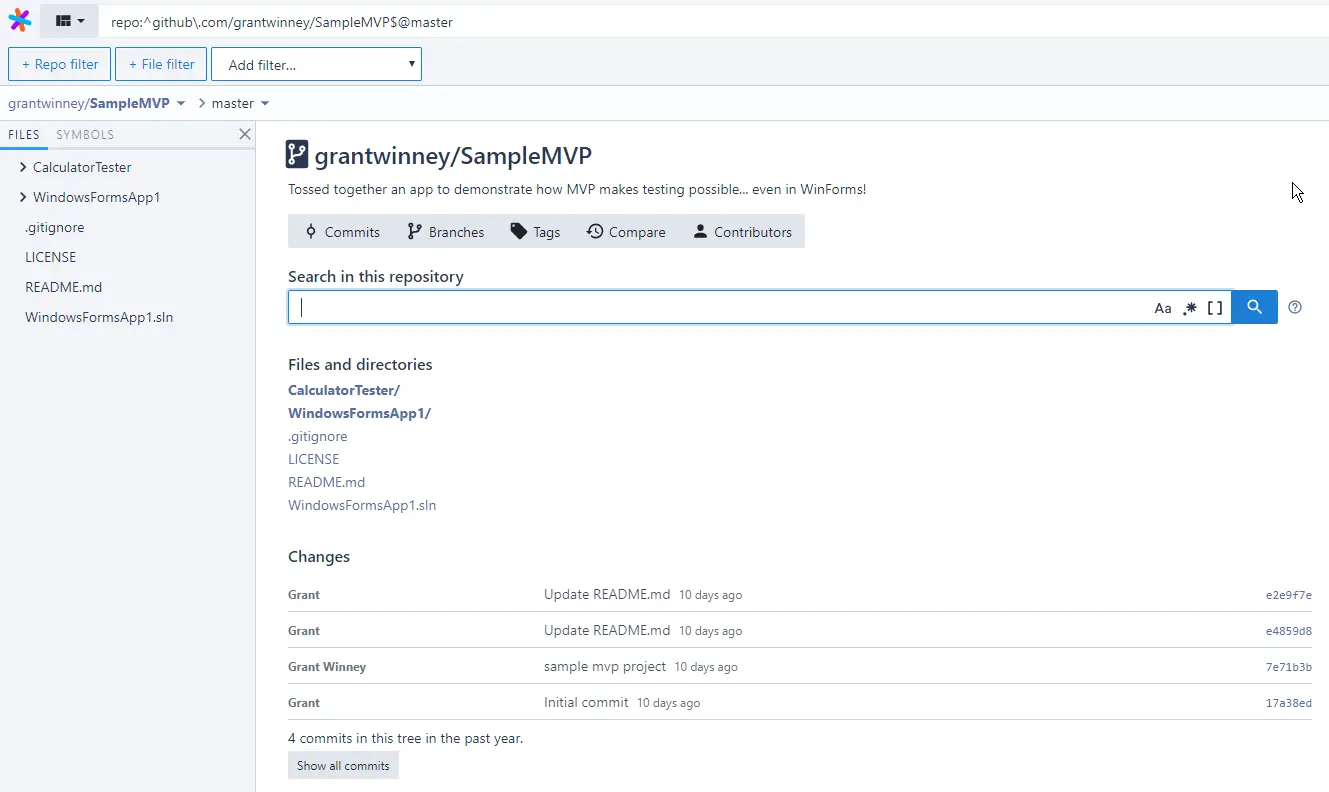 repo:^github\.com/grantwinney/SampleMVP$@master
+ Repo filter + File filter Add filter...
grantwinney/SampleMVP > master
FILES SYMBOLS
CalculatorTester
WindowsFormsApp1
.gitignore
LICENSE
README.md
WindowsFormsApp1.sln
grantwinney/SampleMVP
Tossed together an app to demonstrate how MVP makes testing possible... even in WinForms!
Commits Branches Tags Compare Contributors
Search in this repository
Aa .* [ ]
Files and directories
CalculatorTester/
WindowsFormsApp1/
.gitignore
LICENSE
README.md
WindowsFormsApp1.sln
Changes
Grant Update README.md 10 days ago e2e9f7e
Grant Update README.md 10 days ago e4859d8
Grant Winney sample mvp project 10 days ago 7e71b3b
Grant Initial commit 10 days ago 17a38ed
4 commits in this tree in the past year.
Show all commits